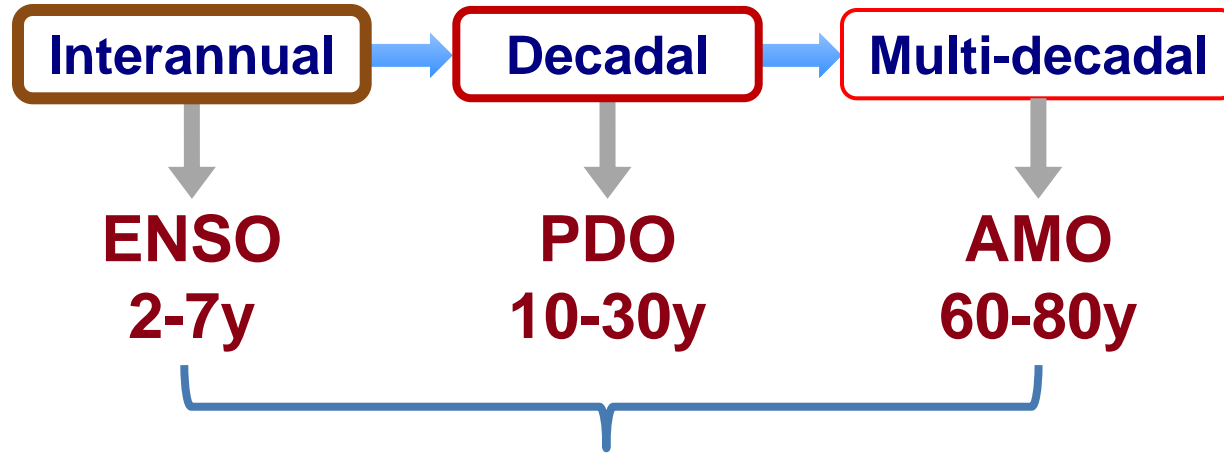 Interannual
Decadal
Multi-decadal
ENSO
2-7y
PDO
10-30y
AMO
60-80y